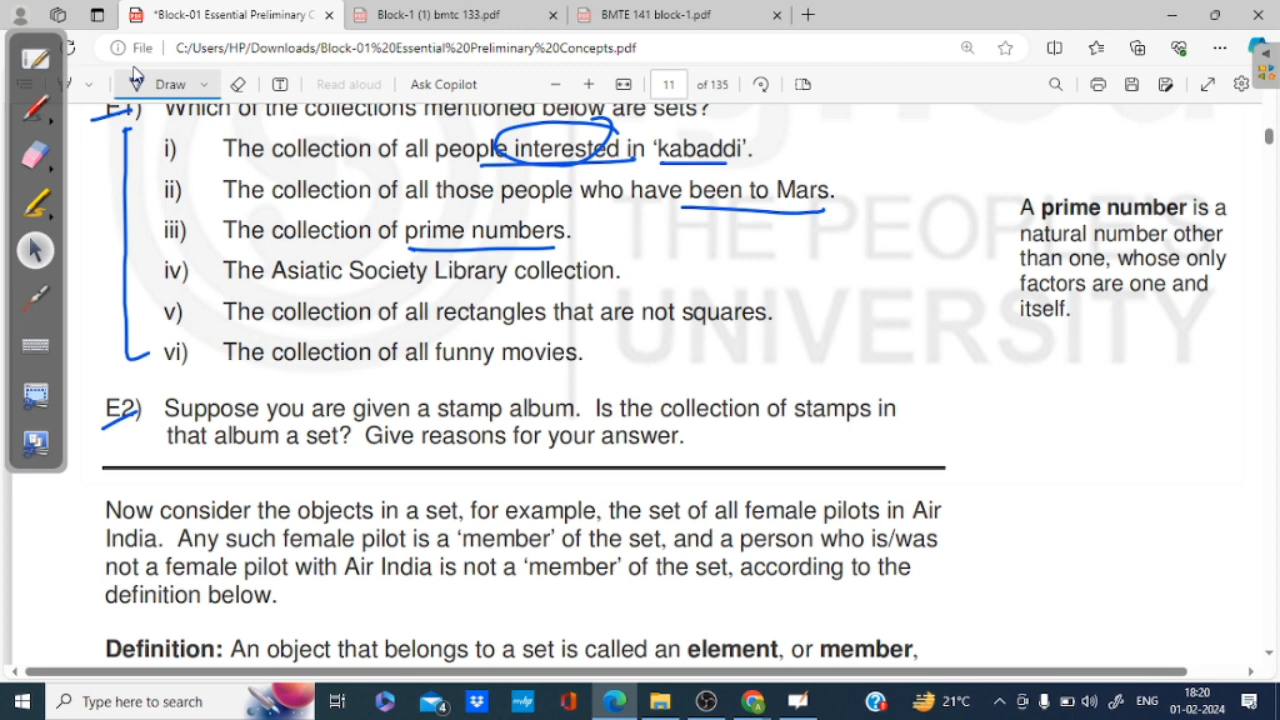 *Block-01 Essential Preliminary C
Block-1 (1) bmtc 133.pdf
BMTE 141 block-1.pdf
File
C:/Users/HP/Downloads/Block-01%20Essential%20Preliminary%20Concepts.pdf
Draw
Read aloud
Ask Copilot
11 of 135
E1) Which of the collections mentioned below are sets?
i) The collection of all people interested in ‘kabaddi’.
ii) The collection of all those people who have been to Mars.
iii) The collection of prime numbers.
iv) The Asiatic Society Library collection.
v) The collection of all rectangles that are not squares.
vi) The collection of all funny movies.
A prime number is a
natural number other
than one, whose only
factors are one and
itself.
THE PEOPLE'S
UNIVERSITY
E2) Suppose you are given a stamp album. Is the collection of stamps in
that album a set? Give reasons for your answer.
Now consider the objects in a set, for example, the set of all female pilots in Air
India. Any such female pilot is a ‘member’ of the set, and a person who is/was
not a female pilot with Air India is not a ‘member’ of the set, according to the
definition below.
Definition: An object that belongs to a set is called an element, or member,
Type here to search
4
21°C
ENG
18:20
01-02-2024